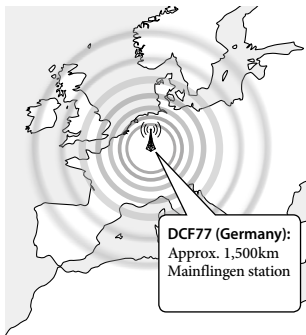 DCF77 (Germany):
Approx. 1,500km
Mainflingen station